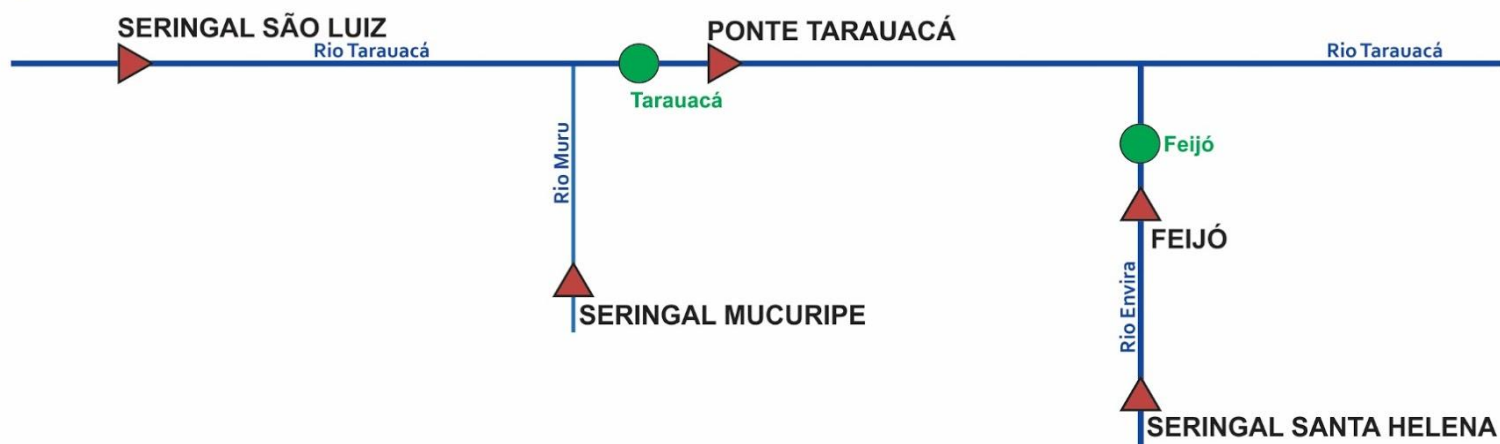 SERINGAL SÃO LUIZ
Rio Tarauacá
PONTE TARAUACÁ
Rio Tarauacá
Tarauacá
Rio Muru
Feijó
FEIJÓ
SERINGAL MUCURIPE
Rio Envira
SERINGAL SANTA HELENA